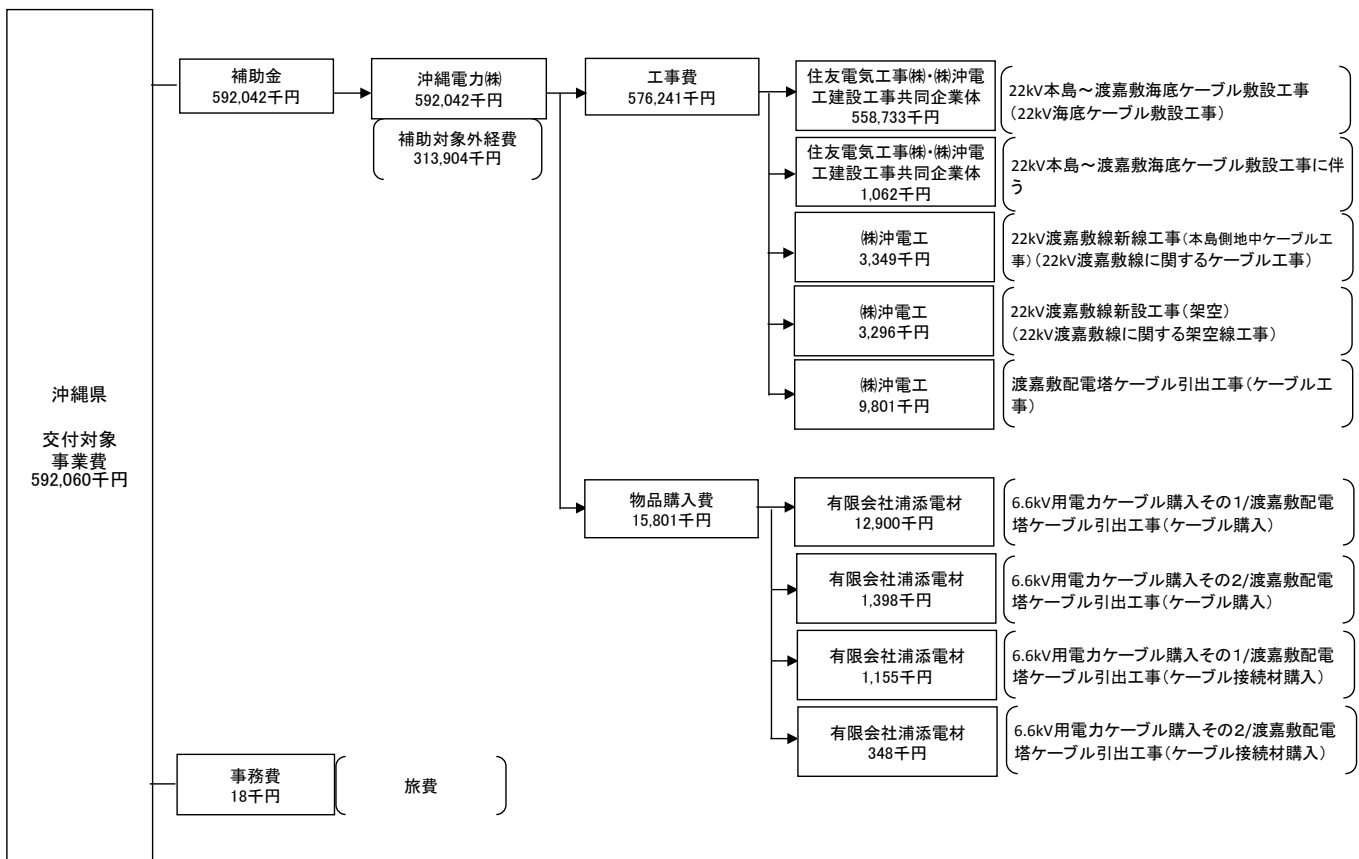 沖縄県
交付対象
事業費
592,060千円
補助金
592,042千円
沖縄電力㈱
592,042千円
補助対象外経費
313,904千円
工事費
576,241千円
住友電気工事㈱・㈱沖電
工建設工事共同企業体
558,733千円
22kV本島～渡嘉敷海底ケーブル敷設工事
（22kV海底ケーブル敷設工事）
住友電気工事㈱・㈱沖電
工建設工事共同企業体
1,062千円
22kV本島～渡嘉敷海底ケーブル敷設工事に伴
う
㈱沖電工
3,349千円
22kV渡嘉敷線新線工事（本島側地中ケーブル工
事）（22kV渡嘉敷線に関するケーブル工事）
㈱沖電工
3,296千円
22kV渡嘉敷線新設工事（架空）
（22kV渡嘉敷線に関する架空線工事）
㈱沖電工
9,801千円
渡嘉敷配電塔ケーブル引出工事（ケーブル工
事）
物品購入費
15,801千円
有限会社浦添電材
12,900千円
6.6kV用電力ケーブル購入その１/渡嘉敷配電
塔ケーブル引出工事（ケーブル購入）
有限会社浦添電材
1,398千円
6.6kV用電力ケーブル購入その２/渡嘉敷配電
塔ケーブル引出工事（ケーブル購入）
有限会社浦添電材
1,155千円
6.6kV用電力ケーブル購入その１/渡嘉敷配電
塔ケーブル引出工事（ケーブル接続材購入）
有限会社浦添電材
348千円
6.6kV用電力ケーブル購入その２/渡嘉敷配電
塔ケーブル引出工事（ケーブル接続材購入）
事務費
18千円
旅費